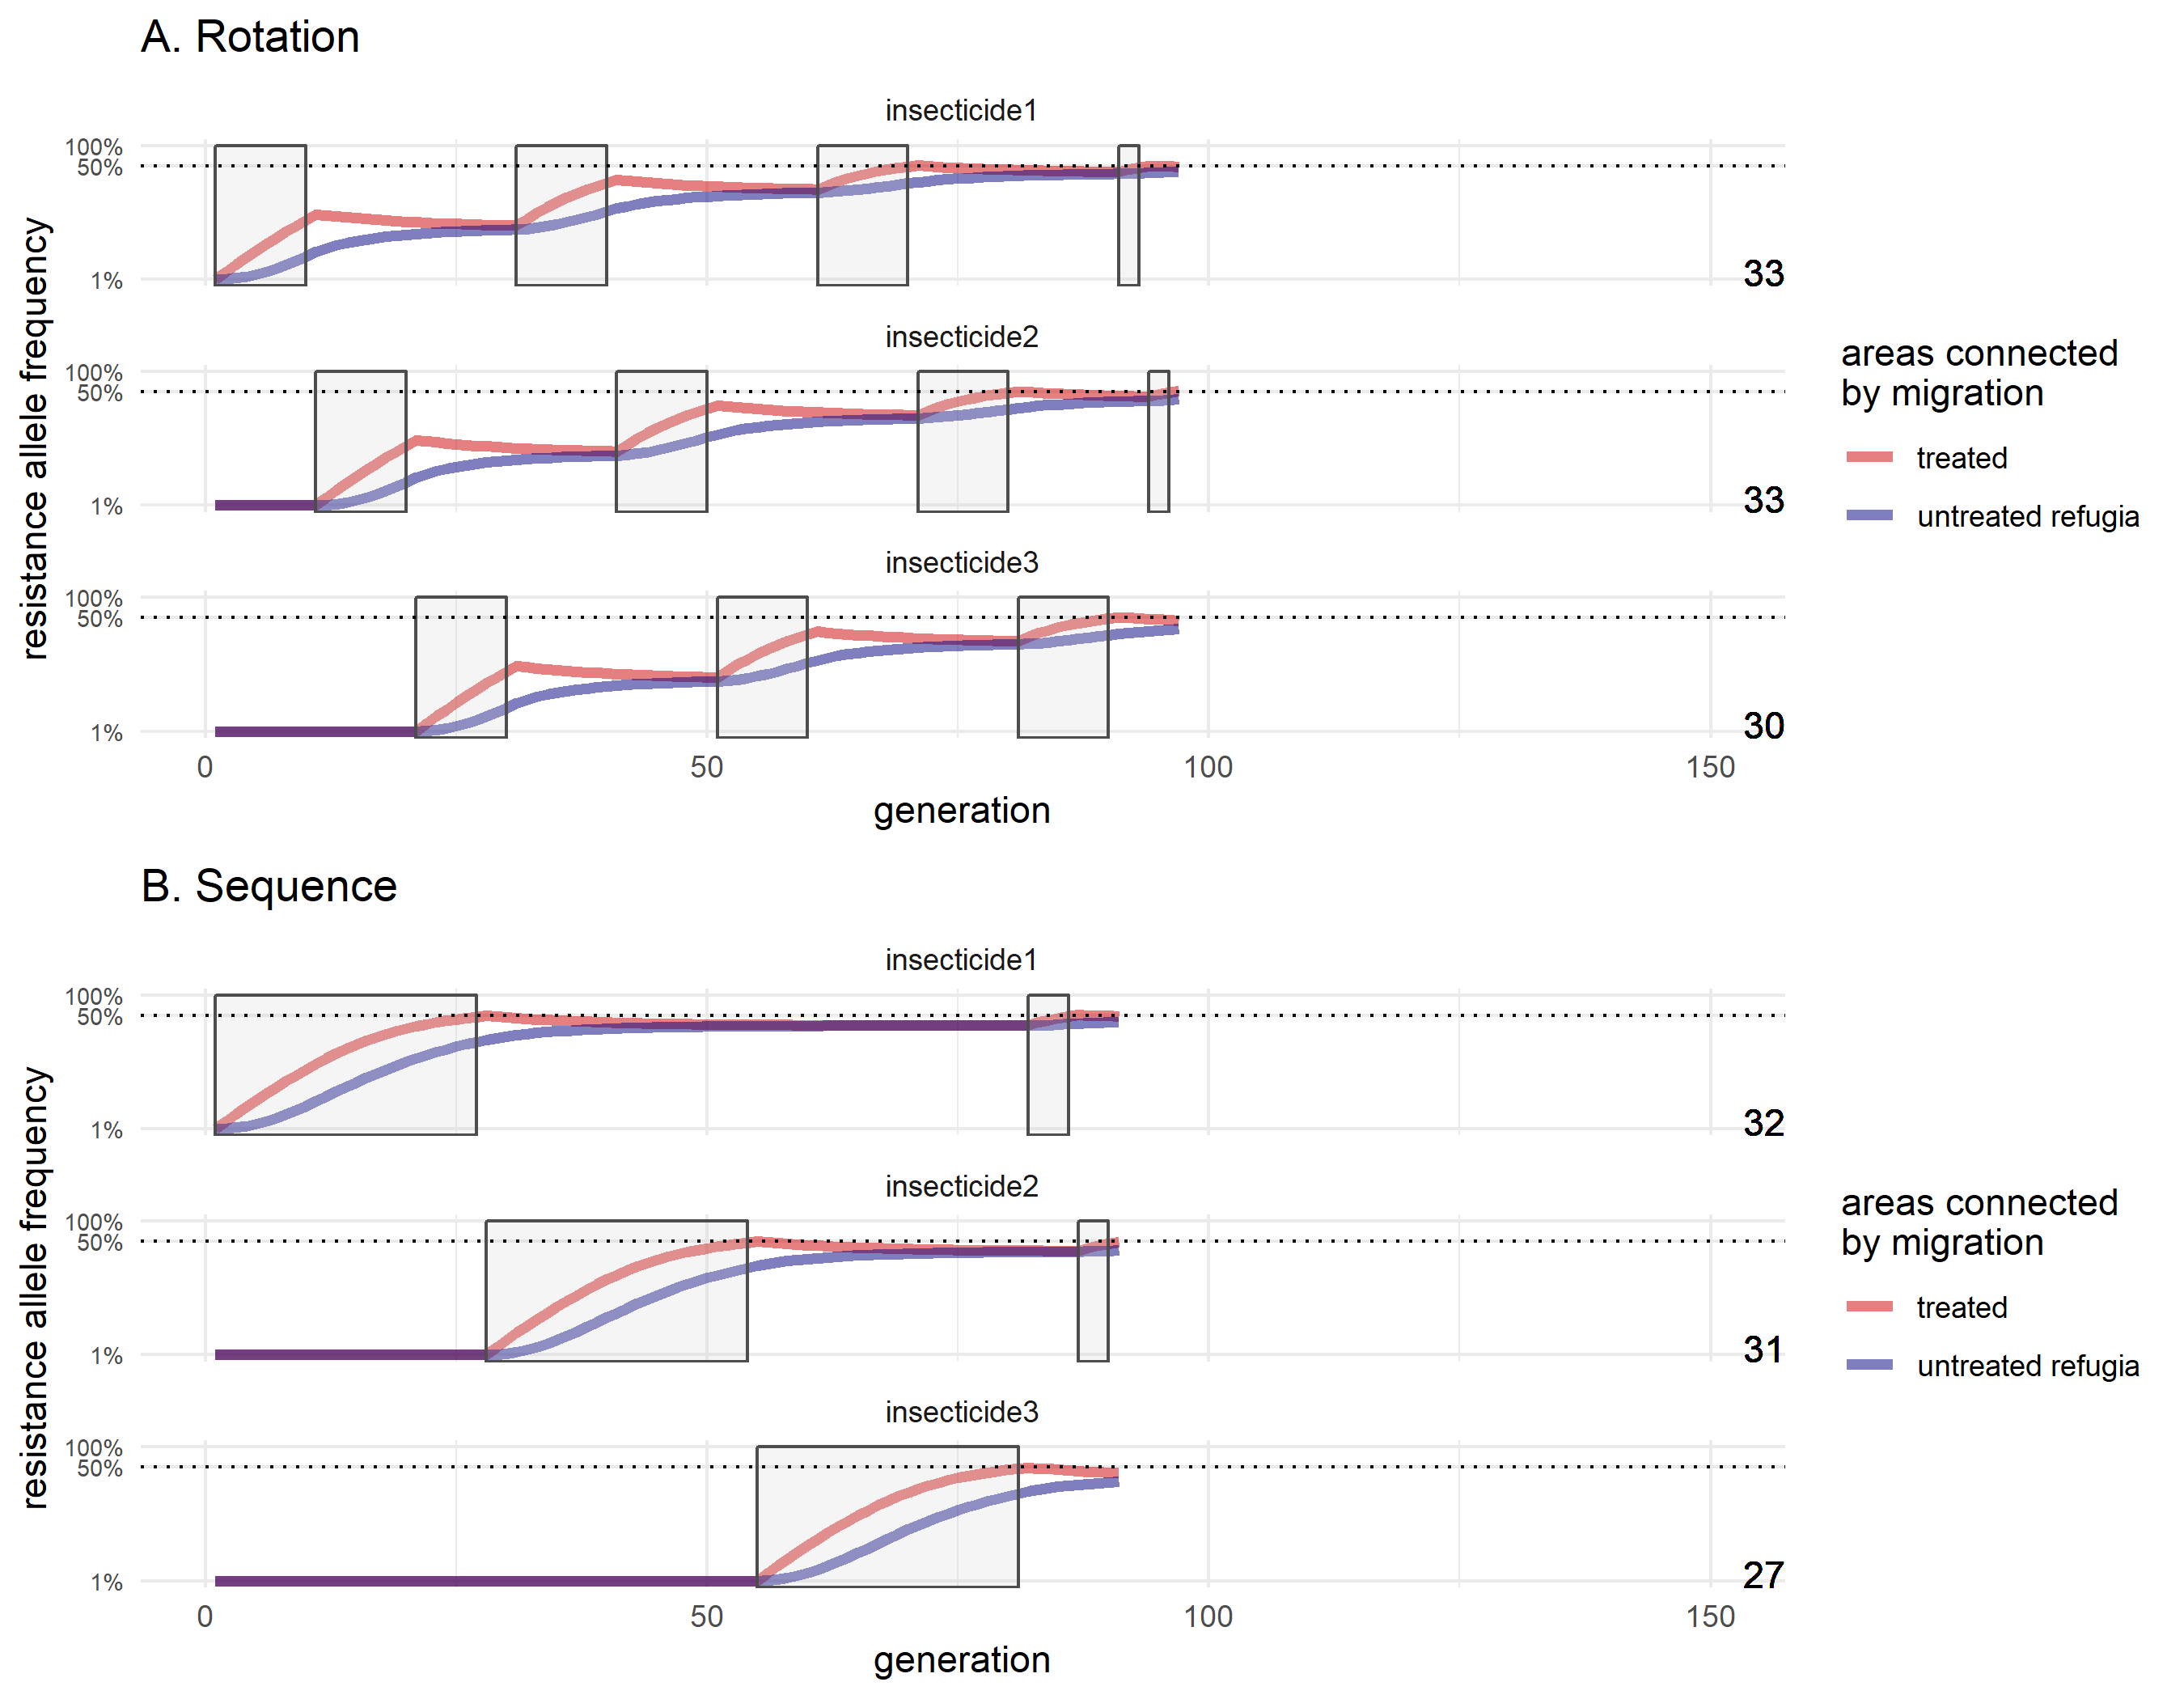 A. Rotation
insecticide1
100%
50%
1%
33
insecticide2
100%
50%
1%
33
insecticide3
100%
50%
1%
30
0 50 100 150
generation
resistance allele frequency
areas connected
by migration
treated
untreated refugia
B. Sequence
insecticide1
100%
50%
1%
32
insecticide2
100%
50%
1%
31
insecticide3
100%
50%
1%
27
0 50 100 150
generation
resistance allele frequency
areas connected
by migration
treated
untreated refugia